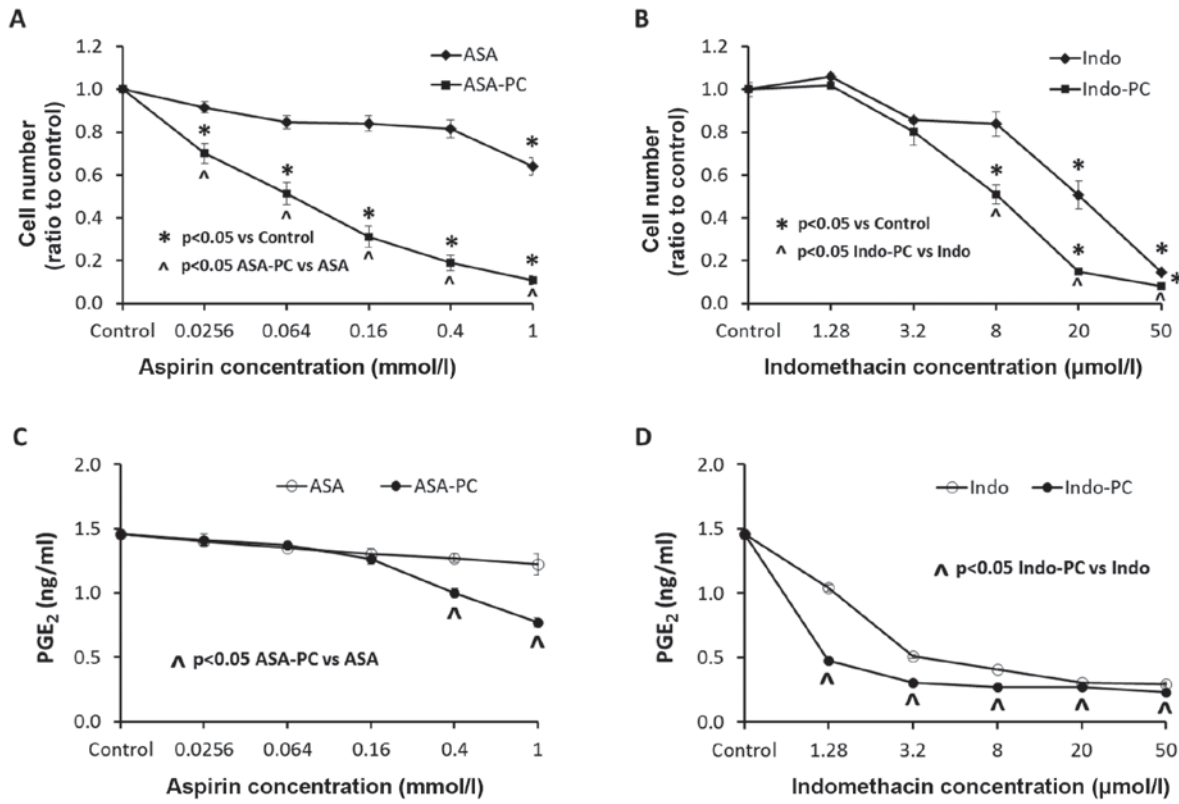 A
1.2
1.0
0.8
0.6
0.4
0.2
0.0
Cell number
(ratio to control)
ASA
ASA-PC
*
*
*
*
*
*
^
^
^
^
^
* p<0.05 vs Control
^ p<0.05 ASA-PC vs ASA
Control 0.0256 0.064 0.16 0.4 1
Aspirin concentration (mmol/l)
B
1.2
1.0
0.8
0.6
0.4
0.2
0.0
Cell number
(ratio to control)
Indo
Indo-PC
*
*
*
*
*
^
^
^
* p<0.05 vs Control
^ p<0.05 Indo-PC vs Indo
Control 1.28 3.2 8 20 50
Indomethacin concentration (µmol/l)
C
2.0
1.5
1.0
0.5
0.0
PGE₂ (ng/ml)
ASA ASA-PC
^
^
^ p<0.05 ASA-PC vs ASA
Control 0.0256 0.064 0.16 0.4 1
Aspirin concentration (mmol/l)
D
2.0
1.5
1.0
0.5
0.0
PGE₂ (ng/ml)
Indo Indo-PC
^ p<0.05 Indo-PC vs Indo
^
^
^
^
^
Control 1.28 3.2 8 20 50
Indomethacin concentration (µmol/l)